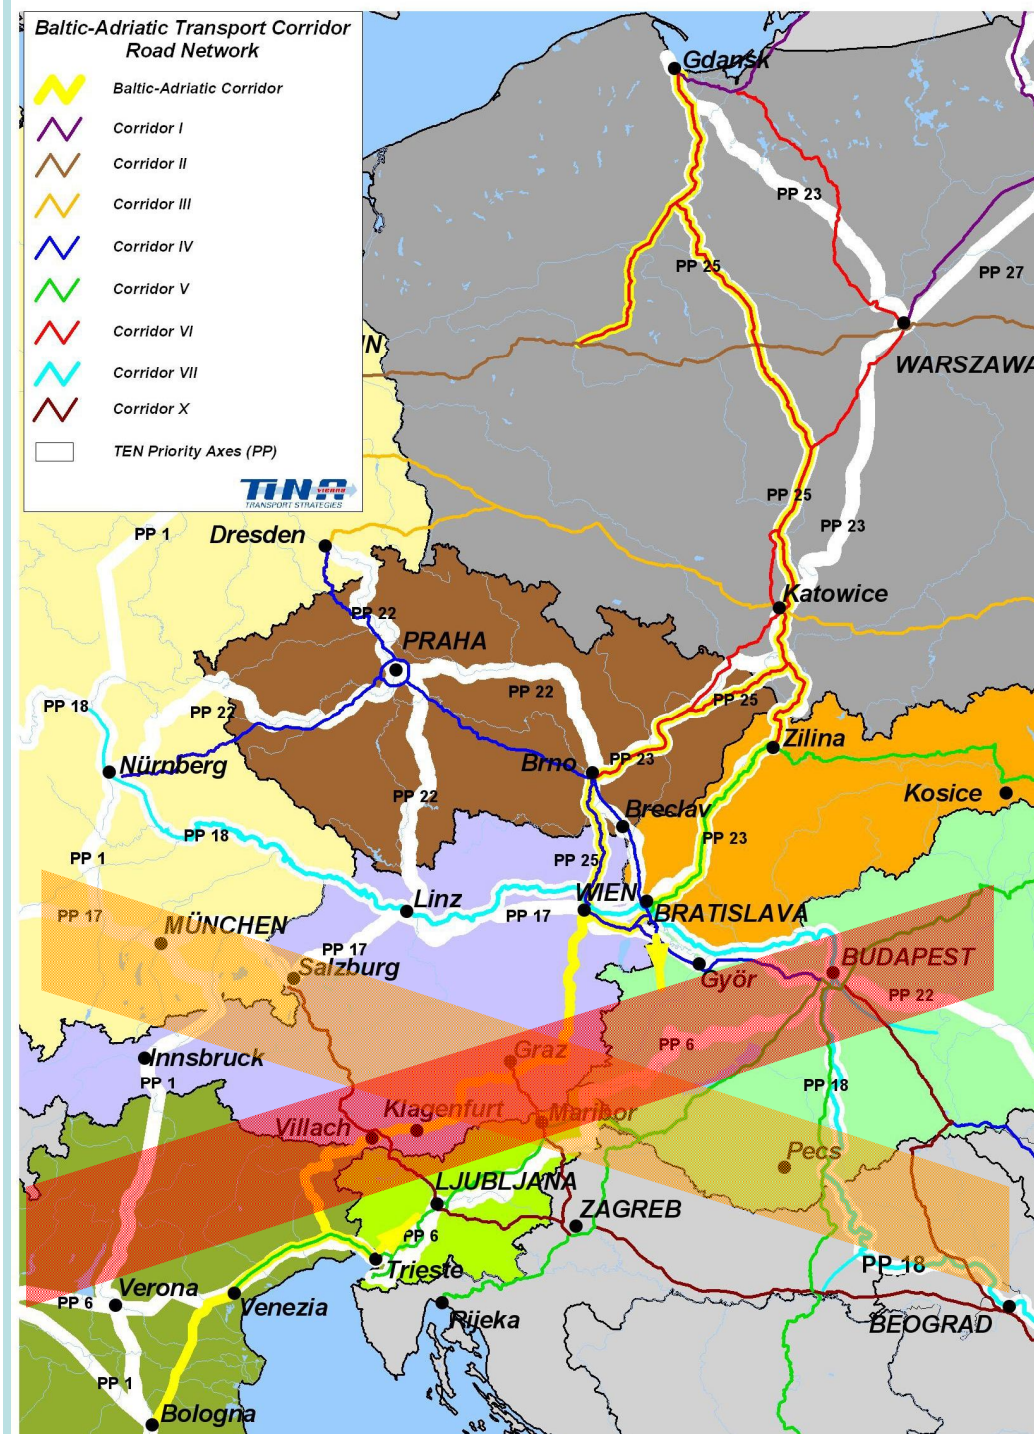 Baltic-Adriatic Transport Corridor
Road Network
Baltic-Adriatic Corridor
Corridor I
Corridor II
Corridor III
Corridor IV
Corridor V
Corridor VI
Corridor VII
Corridor X
TEN Priority Axes (PP)
TINA
VIENNA
TRANSPORT STRATEGIES
Gdansk
PP 23
PP 25
PP 27
IN
WARSZAWA
PP 25
PP 23
PP 1
Dresden
Katowice
PP 22
PRAHA
PP 22
PP 25
PP 18
PP 22
Zilina
Nürnberg
Brno
PP 23
Kosice
PP 22
Breclav
PP 18
PP 23
PP 1
PP 25
WIEN
Linz
PP 17
BRATISLAVA
PP 17
MÜNCHEN
PP 17
Salzburg
BUDAPEST
Györ
PP 22
PP 6
Graz
Innsbruck
PP 1
PP 18
Klagenfurt
Maribor
Villach
Pecs
LJUBLJANA
ZAGREB
PP 6
Trieste
PP 18
Verona
PP 6
Venezia
Rijeka
BEOGRAD
PP 1
Bologna